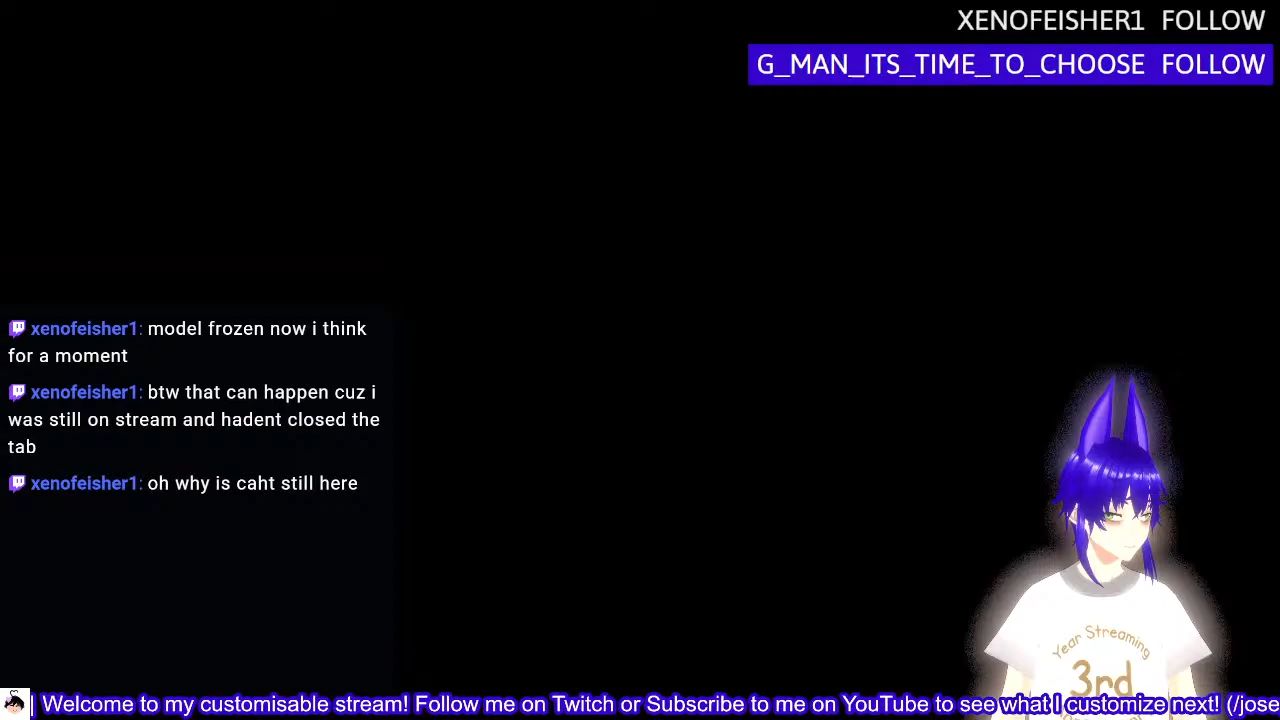 XENOFEISHER1 FOLLOW
G_MAN_ITS_TIME_TO_CHOOSE FOLLOW
xenofeisher1: model frozen now i think
for a moment
xenofeisher1: btw that can happen cuz i
was still on stream and hadent closed the
tab
xenofeisher1: oh why is caht still here
Year Streaming
3rd
| Welcome to my customisable stream! Follow me on Twitch or Subscribe to me on YouTube to see what I customize next! (/jose